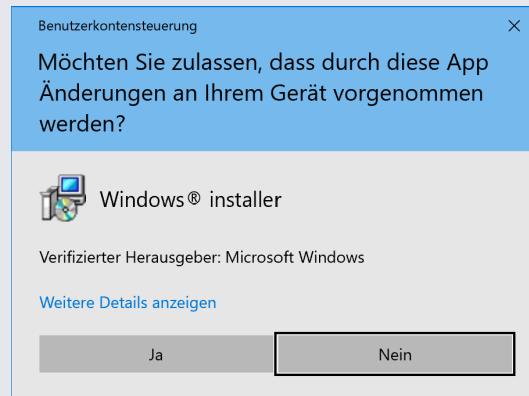 Benutzerkontensteuerung
Möchten Sie zulassen, dass durch diese App
Änderungen an Ihrem Gerät vorgenommen
werden?
Windows® installer
Verifizierter Herausgeber: Microsoft Windows
Weitere Details anzeigen
Ja
Nein